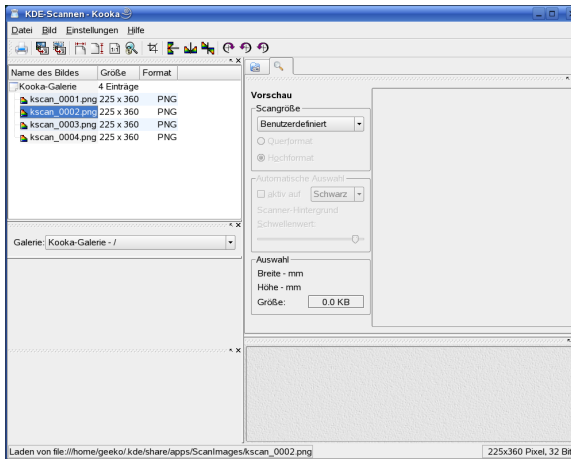 KDE-Scannen - Kooka
Datei Bild Einstellungen Hilfe
Name des Bildes Größe Format
Kooka-Galerie 4 Einträge
kscan_0001.png 225 x 360 PNG
kscan_0002.png 225 x 360 PNG
kscan_0003.png 225 x 360 PNG
kscan_0004.png 225 x 360 PNG
Galerie: Kooka-Galerie - /
Vorschau
Scangröße
Benutzerdefiniert
Querformat
Hochformat
Automatische Auswahl
aktiv auf Schwarz
Scanner-Hintergrund
Schwellenwert:
Auswahl
Breite - mm
Höhe - mm
Größe: 0.0 KB
Laden von file:///home/geeko/.kde/share/apps/ScanImages/kscan_0002.png
225x360 Pixel, 32 Bit